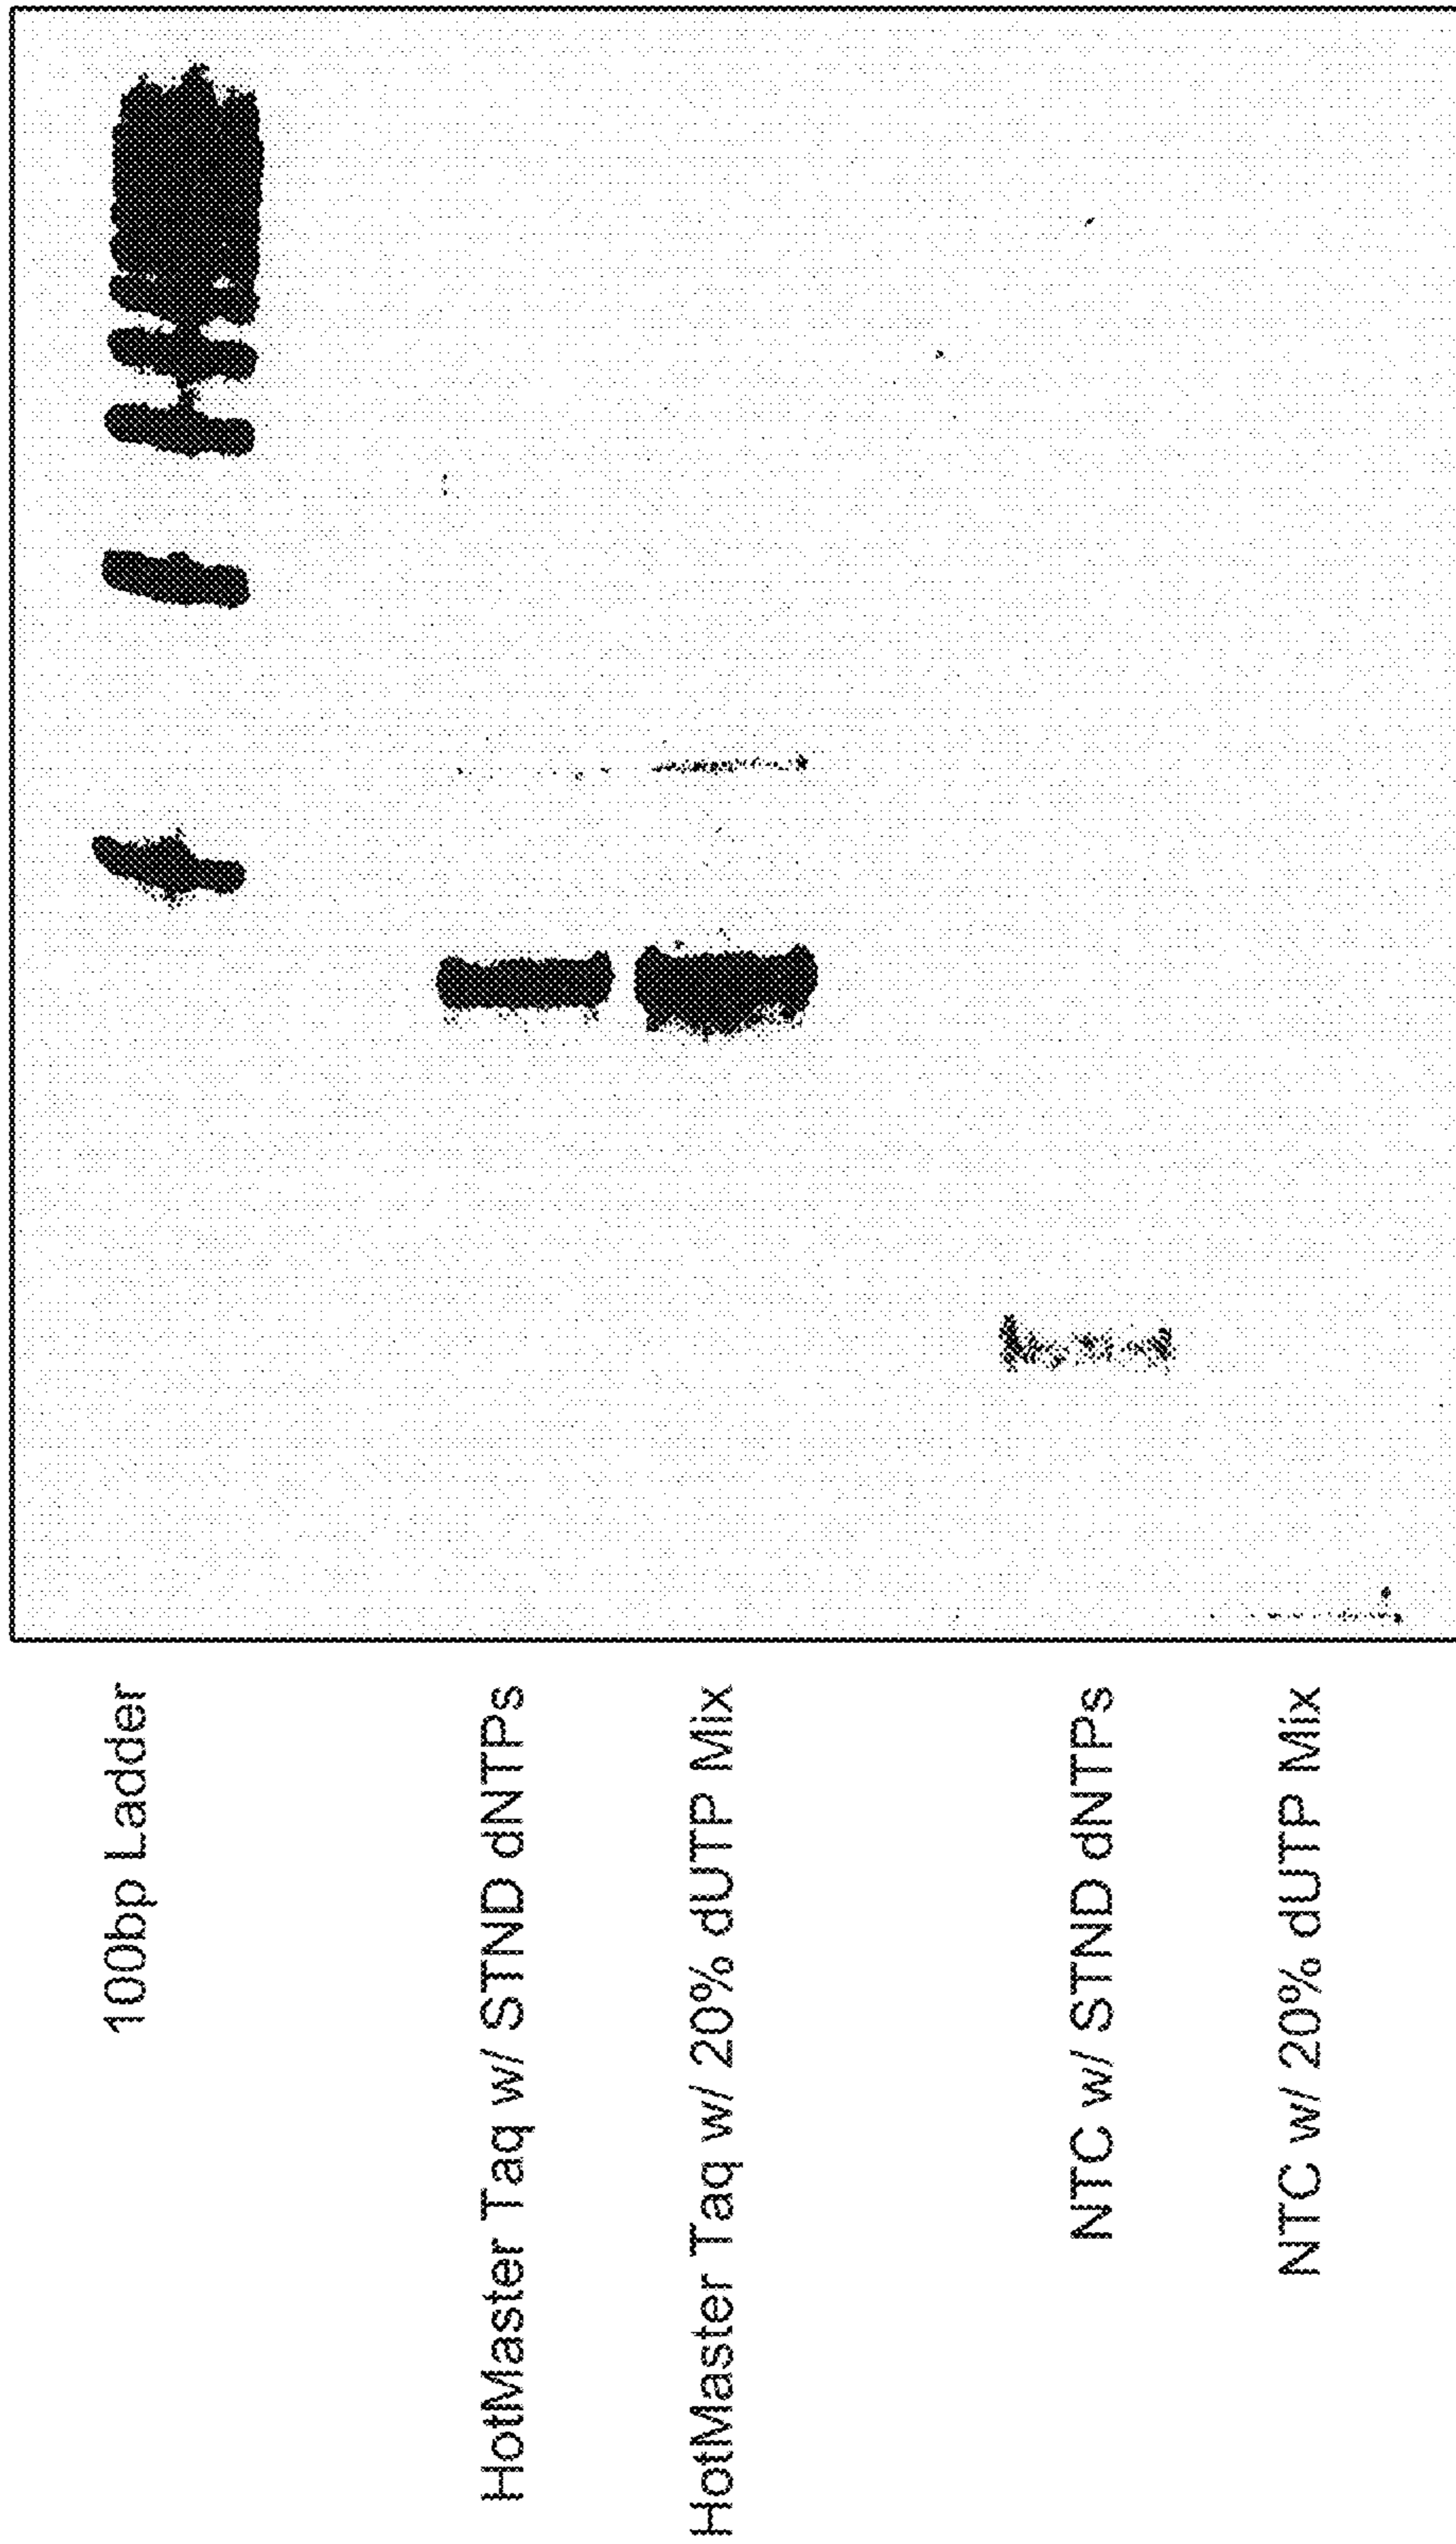 100bp Ladder
HotMaster Taq w/ STND dNTPs
HotMaster Taq w/ 20% dUTP Mix
NTC w/ STND dNTPs
NTC w/ 20% dUTP Mix